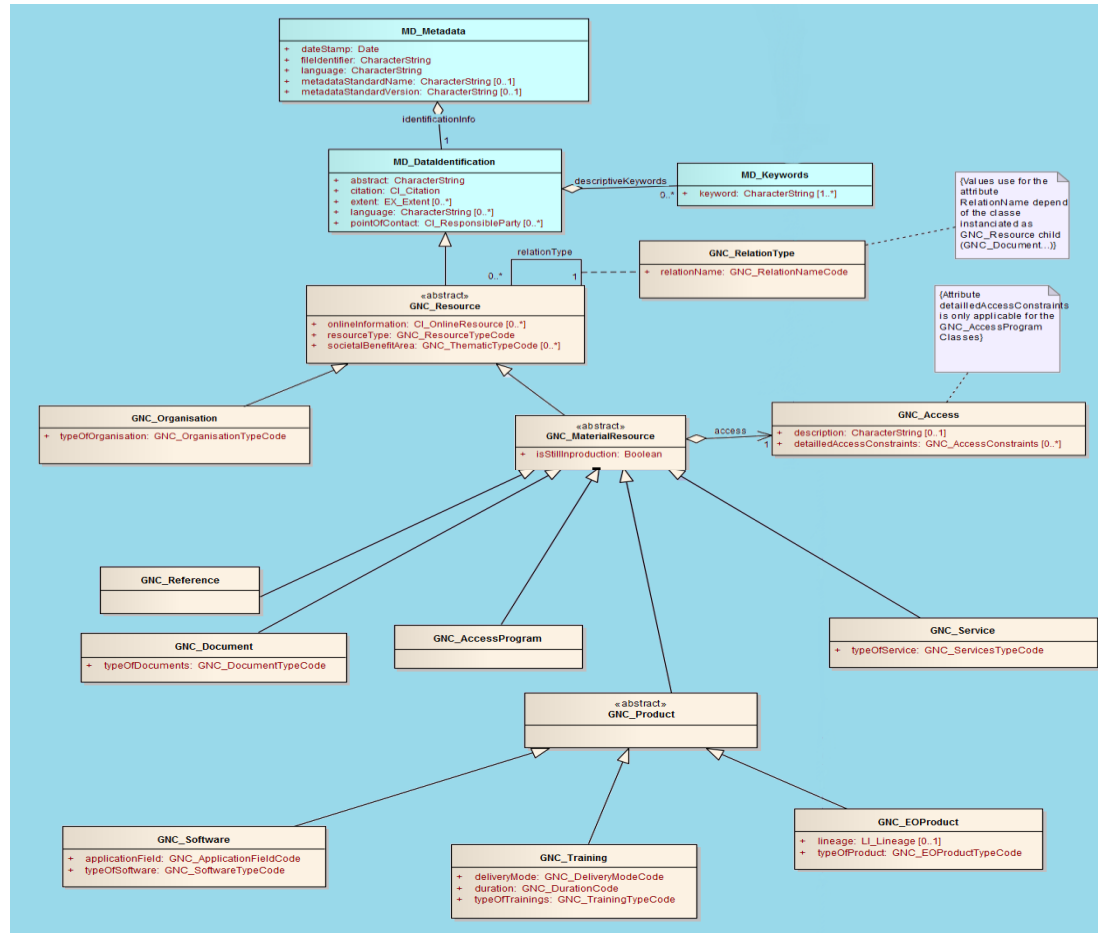 MD_Metadata
+ dateStamp: Date
+ fileIdentifier: CharacterString
+ language: CharacterString
+ metadataStandardName: CharacterString [0..1]
+ metadataStandardVersion: CharacterString [0..1]
identificationInfo
1
MD_DataIdentification
+ abstract: CharacterString
+ citation: CI_Citation
+ extent: EX_Extent [0..*]
+ language: CharacterString [0..*]
+ pointOfContact: CI_ResponsibleParty [0..*]
descriptiveKeywords
0..*
MD_Keywords
+ keyword: CharacterString [1..*]
{Values use for the
attribute
RelationName depend
of the classe
instanciated as
GNC_Resource child
(GNC_Document...)}
relationType
0..*
1
GNC_RelationType
+ relationName: GNC_RelationNameCode
«abstract»
GNC_Resource
+ onlineInformation: CI_OnlineResource [0..*]
+ resourceType: GNC_ResourceTypeCode
+ societalBenefitArea: GNC_ThematicTypeCode [0..*]
{Attribute
detailledAccessConstraints
is only applicable for the
GNC_AccessProgram
Classes}
GNC_Organisation
+ typeOfOrganisation: GNC_OrganisationTypeCode
«abstract»
GNC_MaterialResource
+ isStillInproduction: Boolean
access
1
GNC_Access
+ description: CharacterString [0..1]
+ detailledAccessConstraints: GNC_AccessConstraints [0..*]
GNC_Reference
GNC_Document
+ typeOfDocuments: GNC_DocumentTypeCode
GNC_AccessProgram
GNC_Service
+ typeOfService: GNC_ServicesTypeCode
«abstract»
GNC_Product
GNC_Software
+ applicationField: GNC_ApplicationFieldCode
+ typeOfSoftware: GNC_SoftwareTypeCode
GNC_Training
+ deliveryMode: GNC_DeliveryModeCode
+ duration: GNC_DurationCode
+ typeOfTrainings: GNC_TrainingTypeCode
GNC_EOProduct
+ lineage: LI_Lineage [0..1]
+ typeOfProduct: GNC_EOProductTypeCode